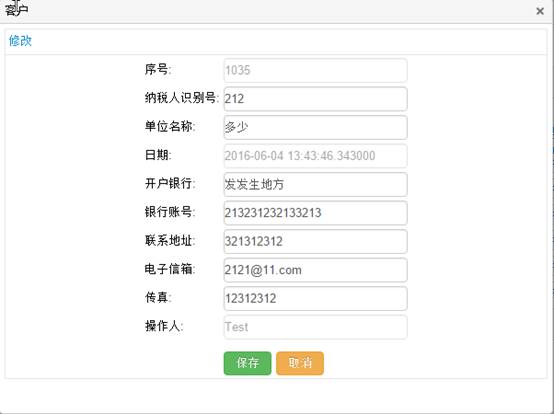 客户
×
修改
序号: 1035
纳税人识别号: 212
单位名称: 多少
日期: 2016-06-04 13:43:46.343000
开户银行: 发发生地方
银行账号: 213231232133213
联系地址: 321312312
电子信箱: 2121@11.com
传真: 12312312
操作人: Test
保存 取消